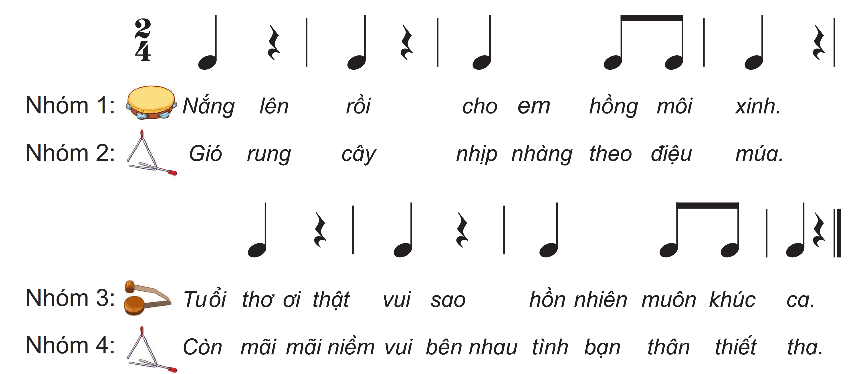 2
4
Nhóm 1: Nắng lên rồi cho em hồng môi xinh.
Nhóm 2: Gió rung cây nhịp nhàng theo điệu múa.
Nhóm 3: Tuổi thơ ơi thật vui sao hồn nhiên muôn khúc ca.
Nhóm 4: Còn mãi mãi niềm vui bên nhau tình bạn thân thiết tha.